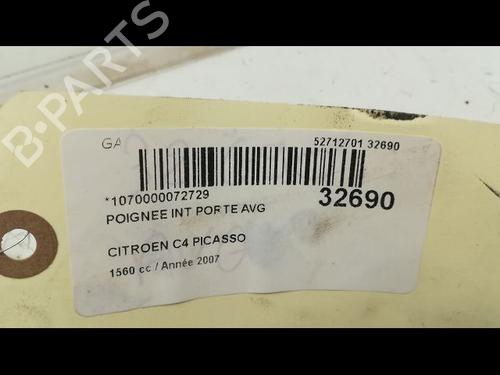 B-PARTS
GA
52712701 32690
*1070000072729
32690
POIGNEE INT PORTE AVG
CITROEN C4 PICASSO
1560 cc / Année 2007